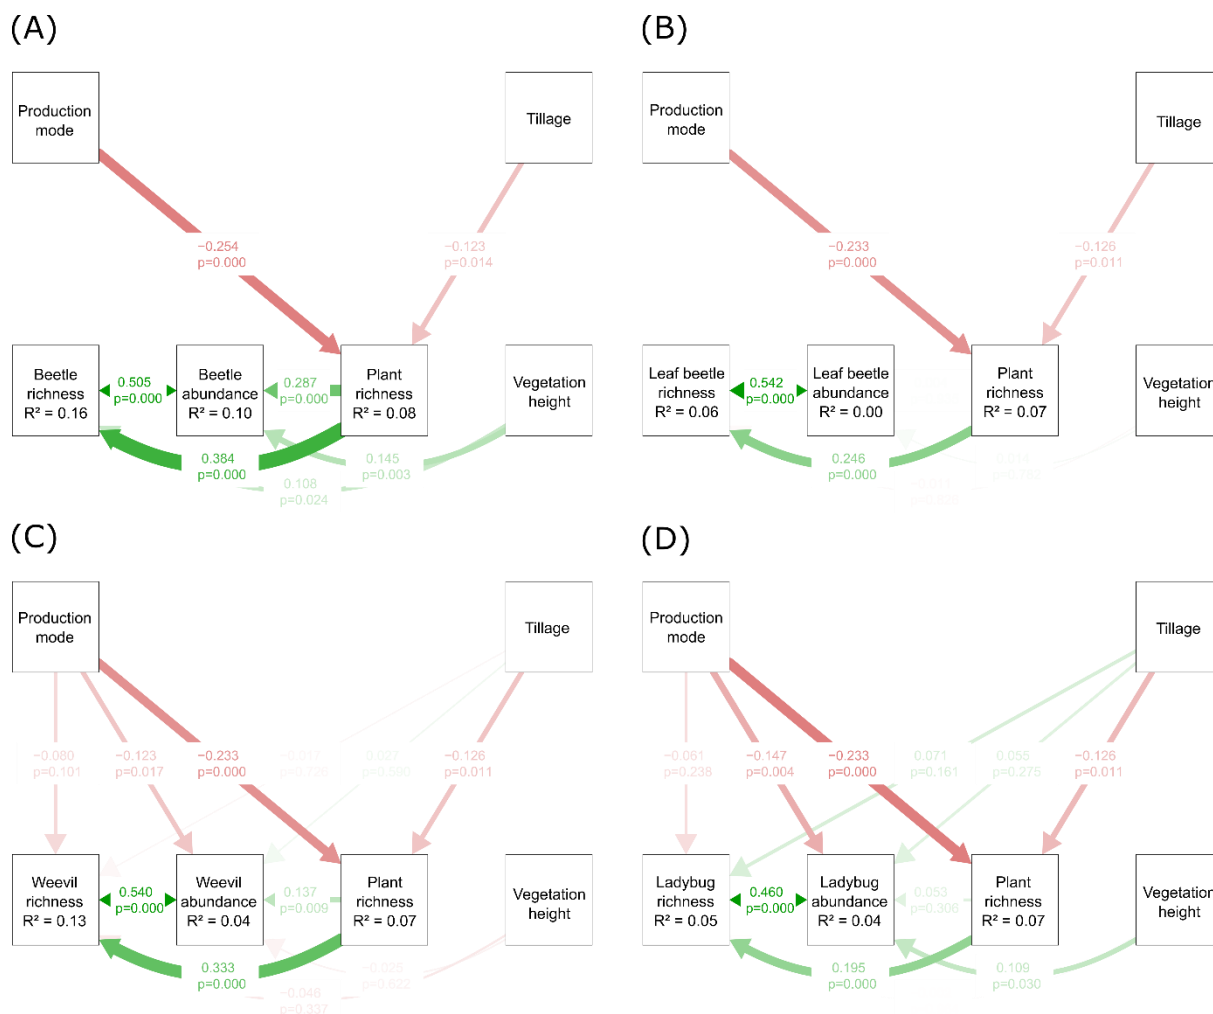 (A)
Production
mode
Tillage
−0.254
p=0.000
−0.123
p=0.014
Beetle
richness
R² = 0.16
0.505
p=0.000
Beetle
abundance
R² = 0.10
0.287
p=0.000
Plant
richness
R² = 0.08
Vegetation
height
0.384
p=0.000
0.145
p=0.003
0.108
p=0.024
(B)
Production
mode
Tillage
−0.233
p=0.000
−0.126
p=0.011
Leaf beetle
richness
R² = 0.06
0.542
p=0.000
Leaf beetle
abundance
R² = 0.00
Plant
richness
R² = 0.07
Vegetation
height
0.246
p=0.000
0.014
(C)
Production
mode
Tillage
−0.080
p=0.101
−0.123
p=0.017
−0.233
p=0.000
−0.017
p=0.726
0.027
p=0.596
−0.126
p=0.011
Weevil
richness
R² = 0.13
0.540
p=0.000
Weevil
abundance
R² = 0.04
0.137
p=0.009
Plant
richness
R² = 0.07
Vegetation
height
0.333
p=0.000
−0.025
p=0.622
−0.046
p=0.337
(D)
Production
mode
Tillage
−0.061
p=0.238
−0.147
p=0.004
−0.233
p=0.000
0.071
p=0.161
0.055
p=0.275
−0.126
p=0.011
Ladybug
richness
R² = 0.05
0.460
p=0.000
Ladybug
abundance
R² = 0.04
0.053
p=0.306
Plant
richness
R² = 0.07
Vegetation
height
0.195
p=0.000
0.109
p=0.030